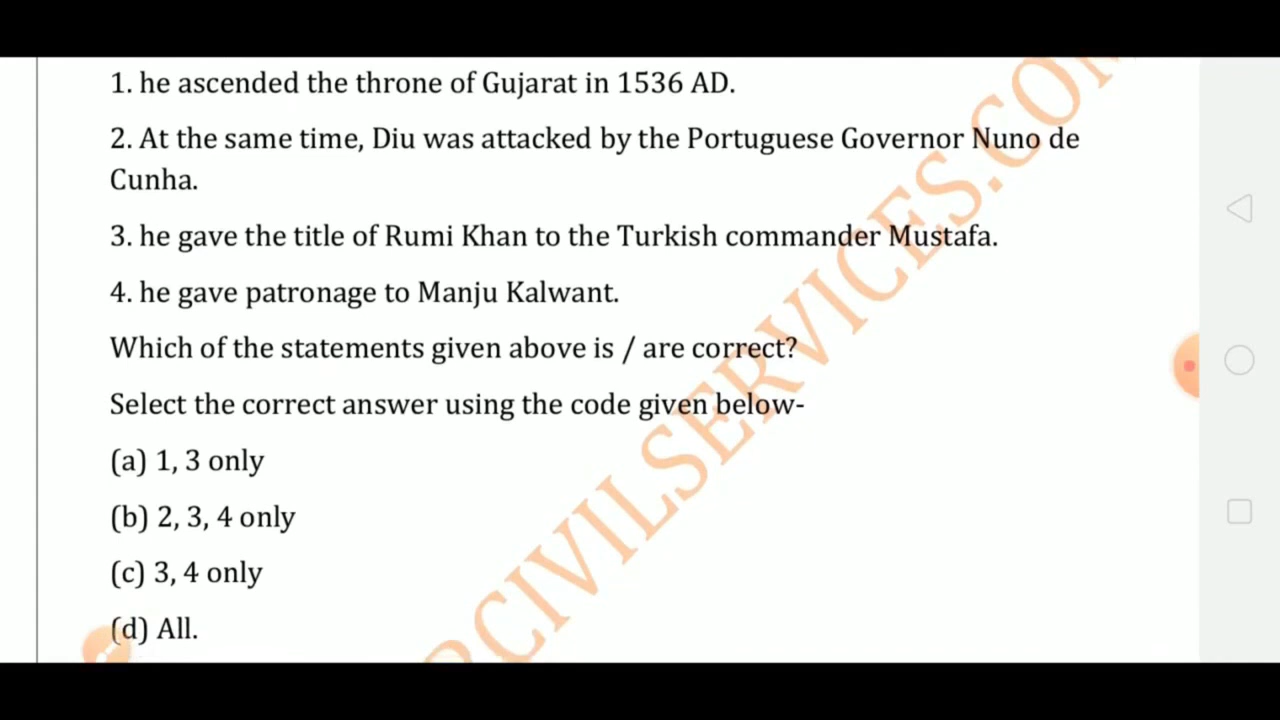 1. he ascended the throne of Gujarat in 1536 AD.
2. At the same time, Diu was attacked by the Portuguese Governor Nuno de
Cunha.
3. he gave the title of Rumi Khan to the Turkish commander Mustafa.
4. he gave patronage to Manju Kalwant.
Which of the statements given above is / are correct?
Select the correct answer using the code given below-
(a) 1, 3 only
(b) 2, 3, 4 only
(c) 3, 4 only
(d) All.
RCIVILSERVICES.COM